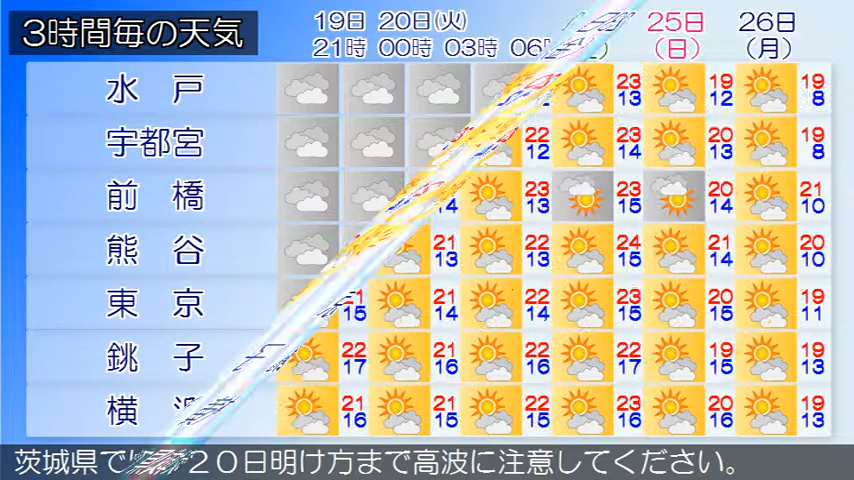 3時間毎の天気
19日 20日(火) 25日 26日
21時 00時 03時 (日) (月)
水戸 23 13 19 12 19 8
宇都宮 22 12 23 14 20 13 19 8
前橋 14 23 13 23 15 20 14 21 10
熊谷 21 13 22 13 24 15 21 14 20 10
東京 21 15 21 14 22 14 23 15 20 15 19 11
銚子 22 17 21 16 22 16 22 17 19 15 19 13
横 21 16 21 15 22 15 23 16 20 16 19 13
茨城県で 20日明け方まで高波に注意してください。